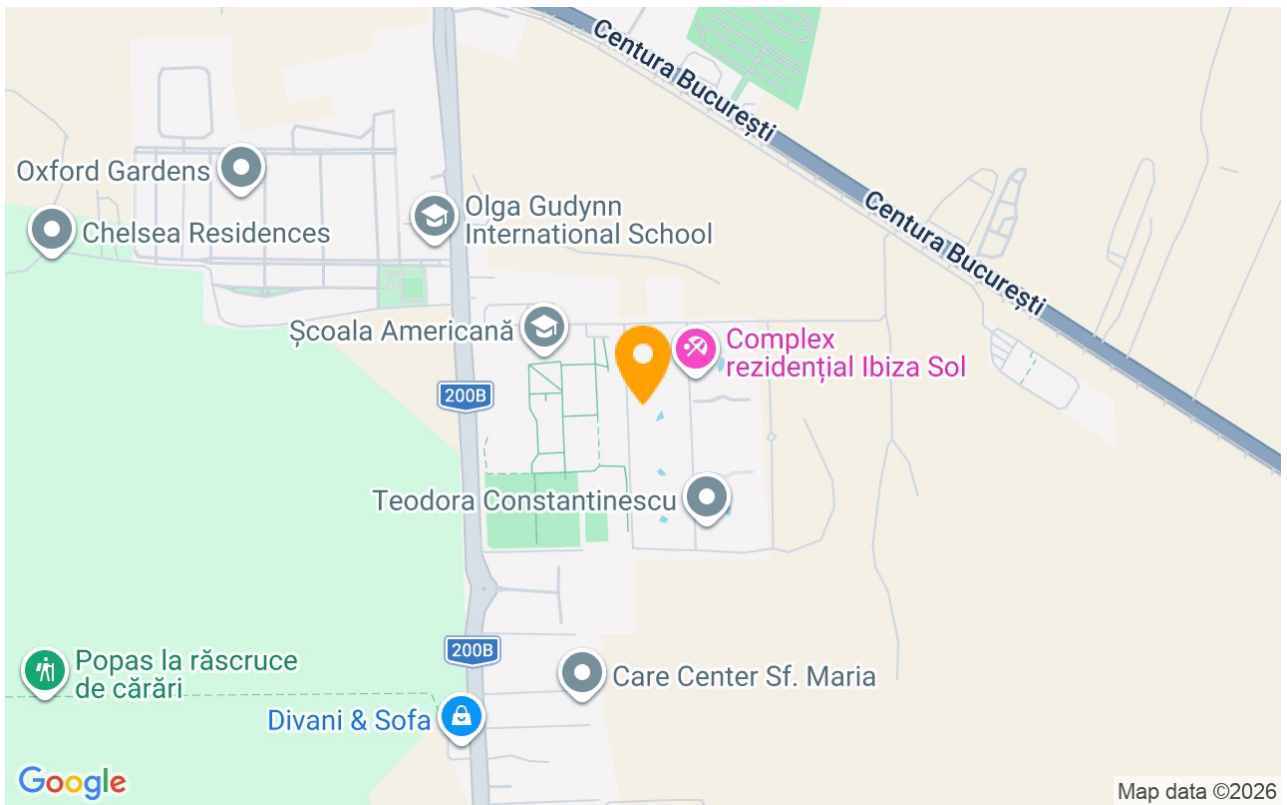 Centura București
Centura București
Oxford Gardens
Chelsea Residences
Olga Gudynn
International School
Școala Americană
Complex
rezidențial Ibiza Sol
200B
Teodora Constantinescu
200B
Popas la răscruce
de cărări
Care Center Sf. Maria
Divani & Sofa
Google
Map data ©2026